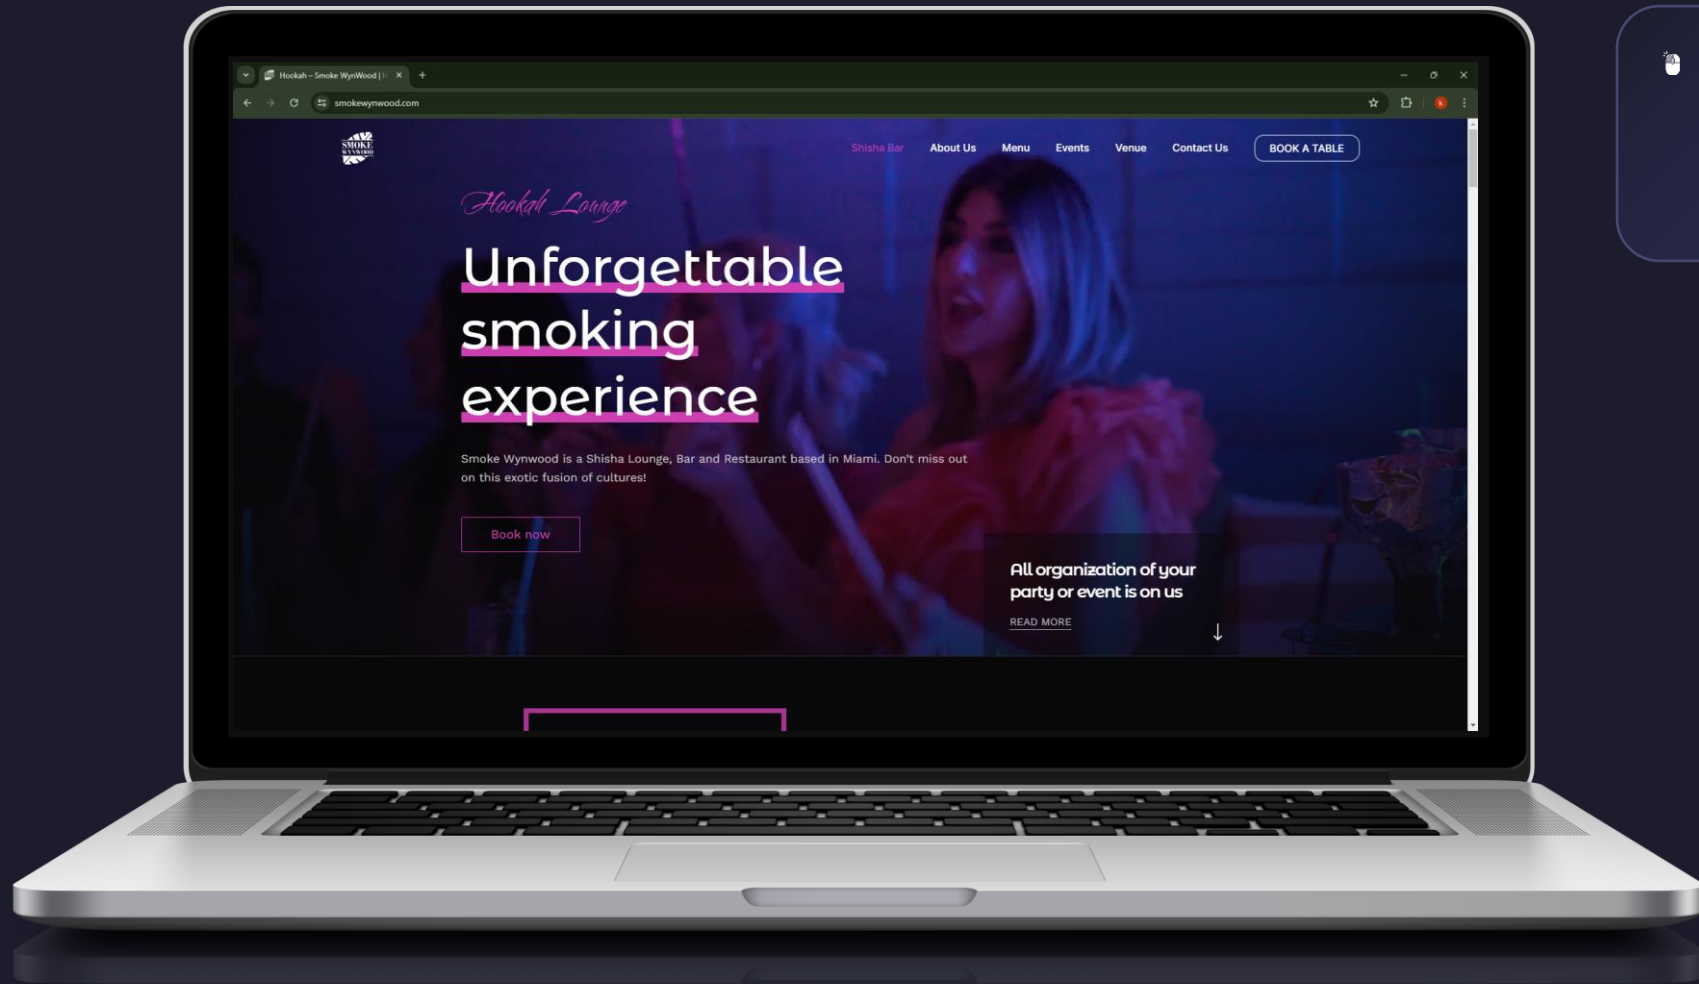 Hookah – Smoke WynWood | H
smokewynwood.com
SMOKE
WYNWOOD
Shisha Bar
About Us
Menu
Events
Venue
Contact Us
BOOK A TABLE
Hookah Lounge
Unforgettable
smoking
experience
Smoke Wynwood is a Shisha Lounge, Bar and Restaurant based in Miami. Don't miss out
on this exotic fusion of cultures!
Book now
All organization of your
party or event is on us
READ MORE